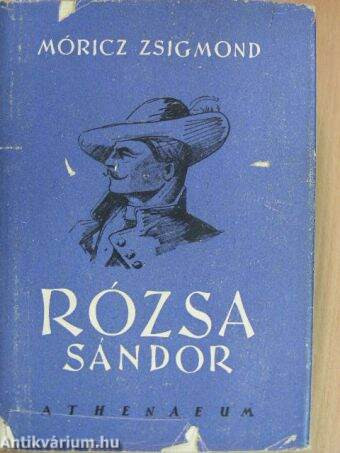 MÓRICZ ZSIGMOND
RÓZSA
SÁNDOR
ATHENAEUM
Antikvárium.hu